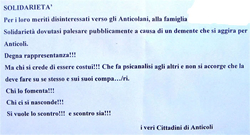 SOLIDARIETA'
Per i loro meriti disinteressati verso gli Anticolani, alla famiglia
Solidarietà dovutasi palesare pubblicamente a causa di un demente che si aggira per
Anticoli.
Degna rappresentanza!!!
Ma chi si crede di essere costui!!! Che fa psicanalisi agli altri e non si accorge che la
deve fare su se stesso e sui suoi compa.../ri.
Chi lo fomenta!!!
Chi ci si nasconde!!!
Si vuole lo scontro!!! e scontro sia!!!
i veri Cittadini di Anticoli